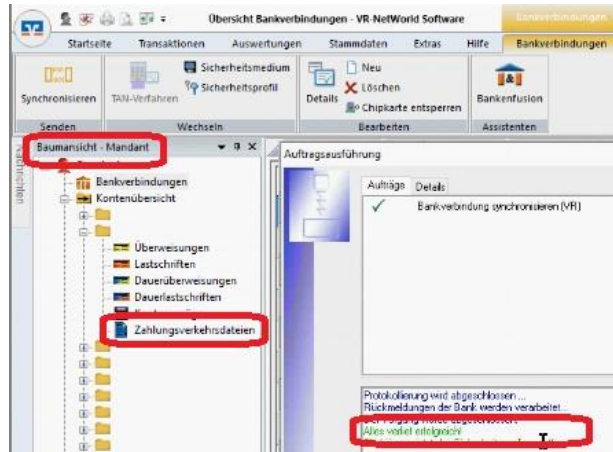 Übersicht Bankverbindungen - VR-NetWorld Software
Bankverbindungen
Startseite Transaktionen Auswertungen Stammdaten Extras Hilfe Bankverbindungen
Synchronisieren
TAN-Verfahren
Sicherheitsmedium
Sicherheitsprofil
Details
Neu
Löschen
Chipkarte entsperren
Bankenfusion
Senden Wechseln Bearbeiten Assistenten
Nachrichten
Baumansicht - Mandant
Bankverbindungen
Kontenübersicht
Überweisungen
Lastschriften
Daueraüberweisungen
Dauerlastschriften
Zahlungsverkehrsdateien
Auftragsausführung
Aufträge Details
Bankverbindung synchronisieren (VR)
Protokollierung wird abgeschlossen ...
Rückmeldungen der Bank werden verarbeitet...
Alles verlief erfolgreich!